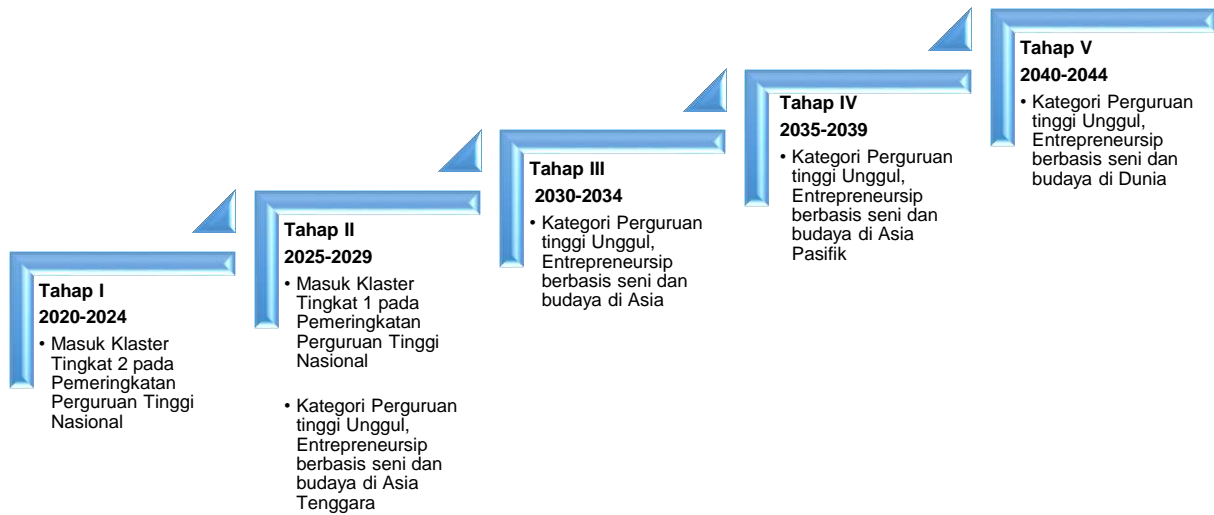 Tahap I
2020-2024
• Masuk Klaster
Tingkat 2 pada
Pemeringkatan
Perguruan Tinggi
Nasional
Tahap II
2025-2029
• Masuk Klaster
Tingkat 1 pada
Pemeringkatan
Perguruan Tinggi
Nasional
• Kategori Perguruan
tinggi Unggul,
Entrepreneursip
berbasis seni dan
budaya di Asia
Tenggara
Tahap III
2030-2034
• Kategori Perguruan
tinggi Unggul,
Entrepreneursip
berbasis seni dan
budaya di Asia
Tahap IV
2035-2039
• Kategori Perguruan
tinggi Unggul,
Entrepreneursip
berbasis seni dan
budaya di Asia
Pasifik
Tahap V
2040-2044
• Kategori Perguruan
tinggi Unggul,
Entrepreneursip
berbasis seni dan
budaya di Dunia